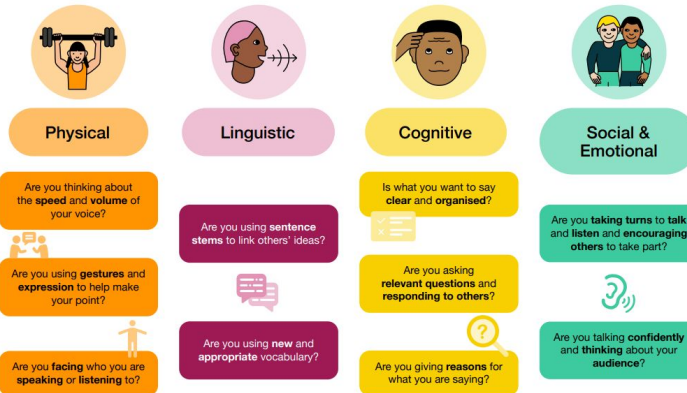 Physical
Linguistic
Cognitive
Social &
Emotional
Are you thinking about
the speed and volume of
your voice?
Are you using gestures and
expression to help make
your point?
Are you facing who you are
speaking or listening to?
Are you using sentence
stems to link others' ideas?
Are you using new and
appropriate vocabulary?
Is what you want to say
clear and organised?
Are you asking
relevant questions and
responding to others?
?
Are you giving reasons for
what you are saying?
Are you taking turns to talk
and listen and encouraging
others to take part?
Are you talking confidently
and thinking about your
audience?